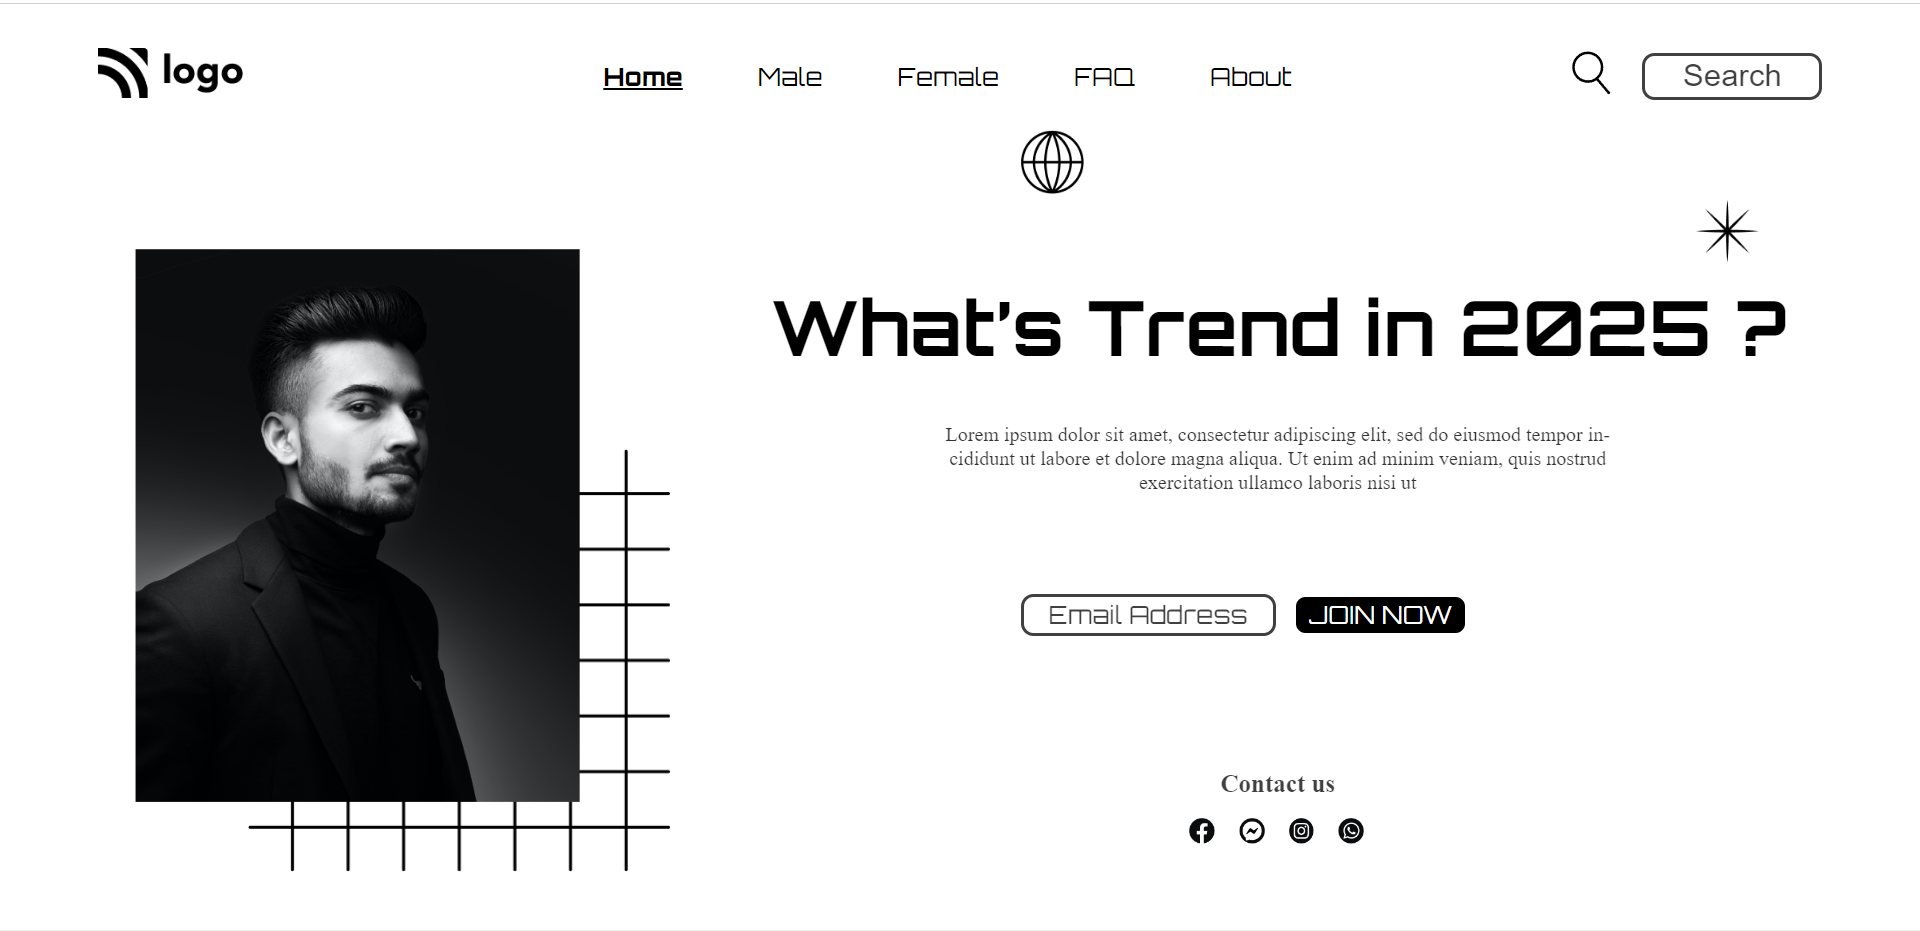 logo
Home
Male
Female
FAQ
About
Search
What's Trend in 2025 ?
Lorem ipsum dolor sit amet, consectetur adipiscing elit, sed do eiusmod tempor in-
cididunt ut labore et dolore magna aliqua. Ut enim ad minim veniam, quis nostrud
exercitation ullamco laboris nisi ut
Email Address
JOIN NOW
Contact us